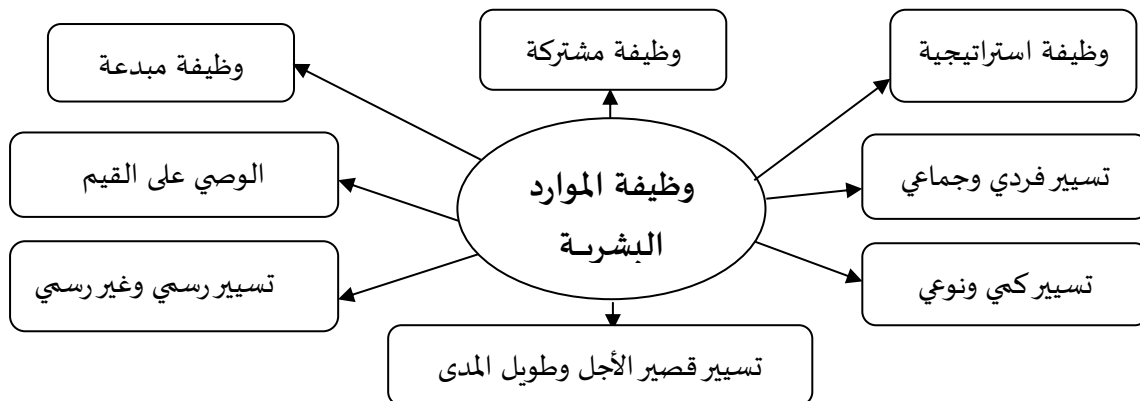 وظيفة استراتيجية
وظيفة مشتركة
وظيفة مبدعة
تسيير فردي وجماعي
وظيفة الموارد
البشرية
الوصي على القيم
تسيير كمي ونوعي
تسيير رسمي وغير رسمي
تسيير قصير الأجل وطويل المدى